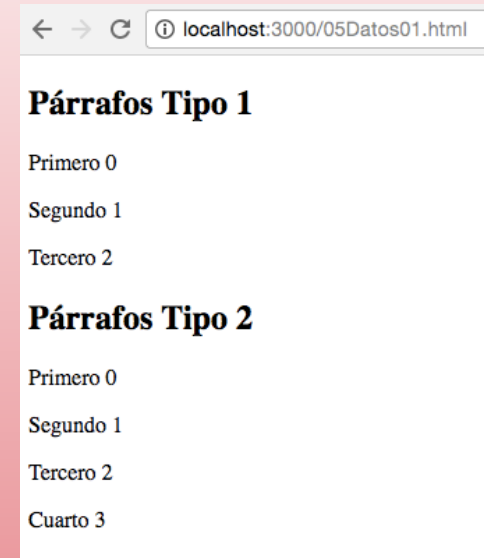 localhost:3000/05Datos01.html
Párrafos Tipo 1
Primero 0
Segundo 1
Tercero 2
Párrafos Tipo 2
Primero 0
Segundo 1
Tercero 2
Cuarto 3